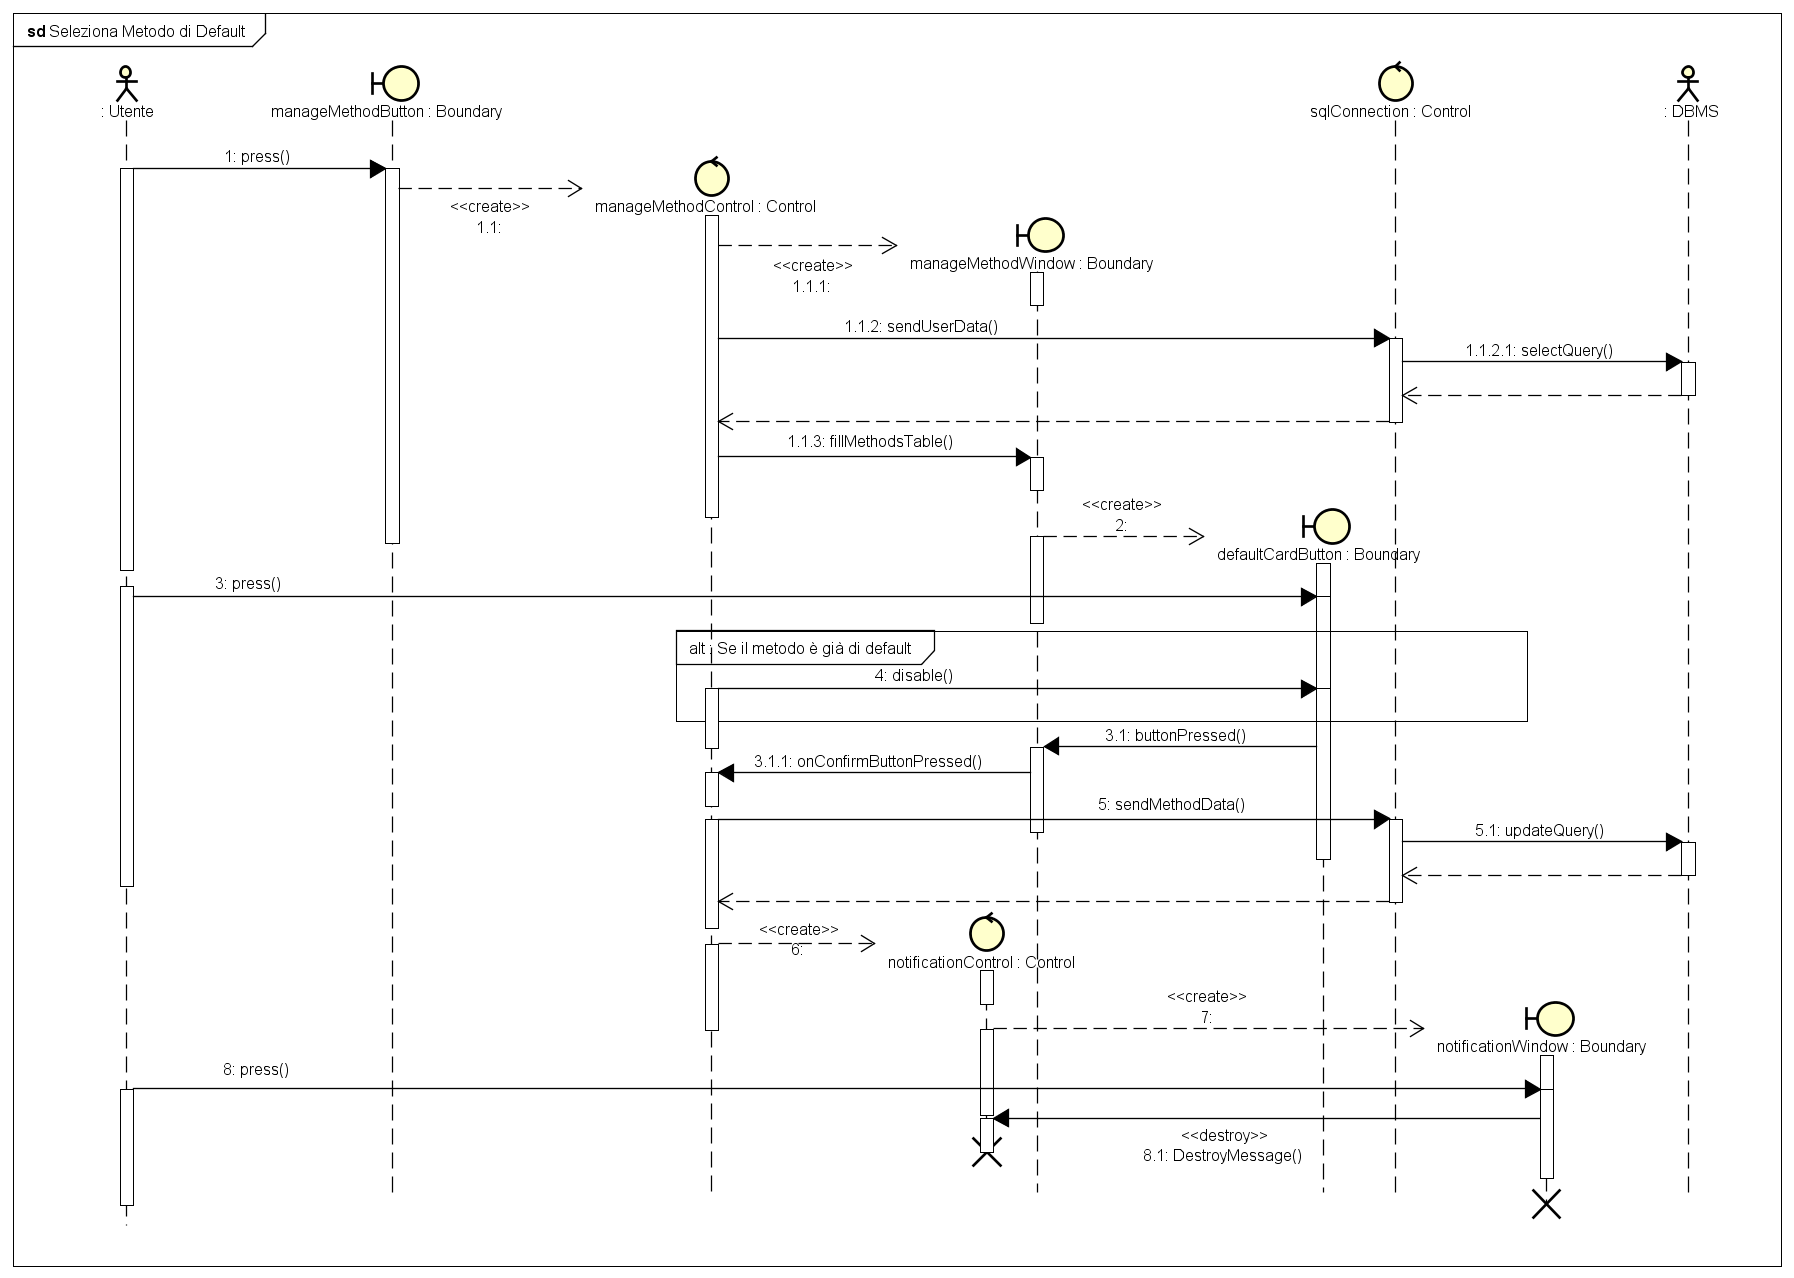 sd Seleziona Metodo di Default
: Utente
manageMethodButton : Boundary
sqlConnection : Control
: DBMS
1: press()
<<create>>
1.1:
manageMethodControl : Control
<<create>>
1.1.1:
manageMethodWindow : Boundary
1.1.2: sendUserData()
1.1.2.1: selectQuery()
1.1.3: fillMethodsTable()
<<create>>
2:
defaultCardButton : Boundary
3: press()
alt : Se il metodo è già di default
4: disable()
3.1: buttonPressed()
3.1.1: onConfirmButtonPressed()
5: sendMethodData()
5.1: updateQuery()
<<create>>
6:
notificationControl : Control
<<create>>
7:
notificationWindow : Boundary
8: press()
<<destroy>>
8.1: DestroyMessage()